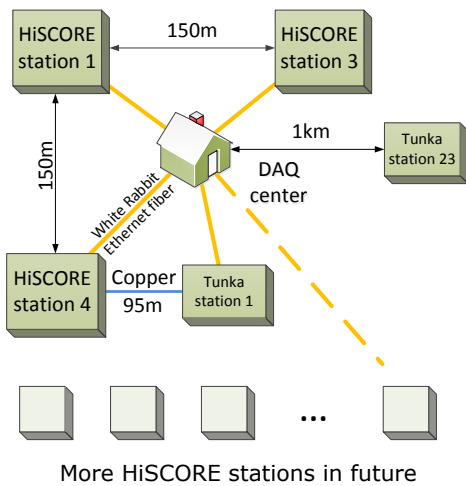 HiSCORE
station 1
150m
HiSCORE
station 3
1km
Tunka
station 23
DAQ
center
150m
White Rabbit
Ethernet fiber
HiSCORE
station 4
Copper
95m
Tunka
station 1
...
More HiSCORE stations in future